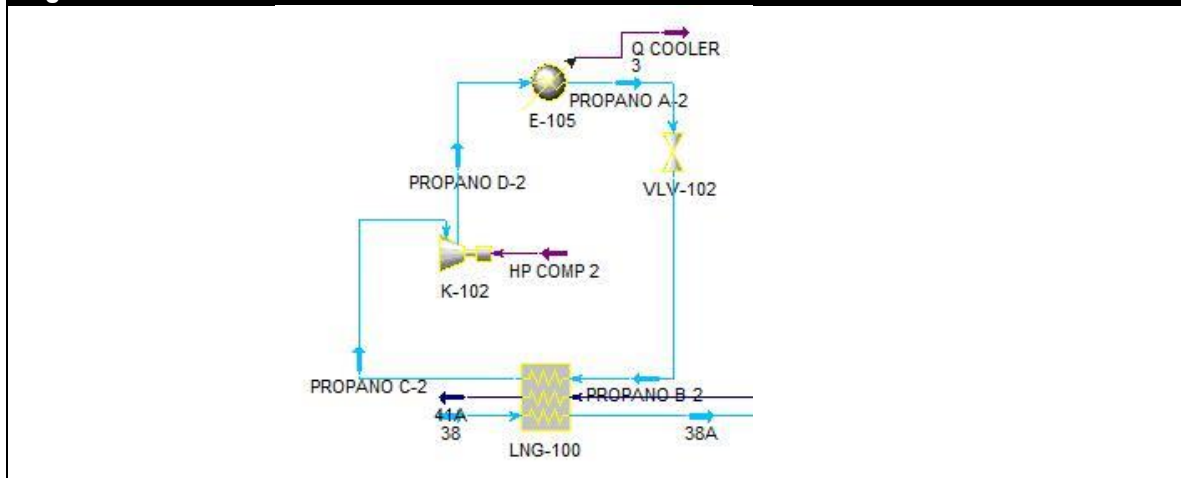 Q COOLER
3
PROPANO A-2
E-105
PROPANO D-2
VLV-102
HP COMP 2
K-102
PROPANO C-2
PROPANO B-2
41A
38
38A
LNG-100